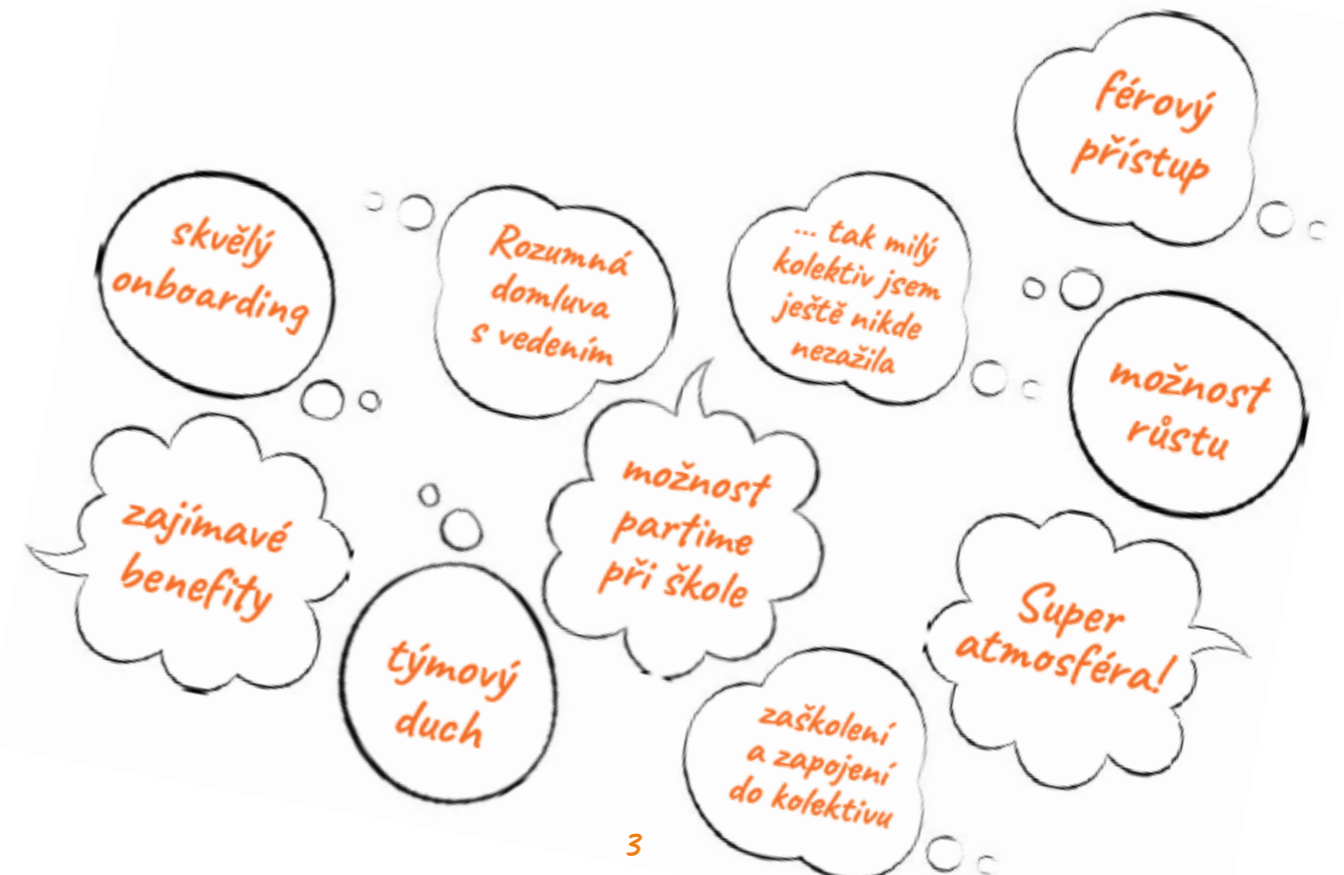 férový
přístup
skvělý
onboarding
Rozumná
domluva
s vedením
... tak milý
kolektiv jsem
ještě nikde
nezažila
možnost
růstu
zajímavé
benefity
možnost
partime
při škole
týmový
duch
Super
atmosféra!
zaškolení
a zapojení
do kolektivu
3